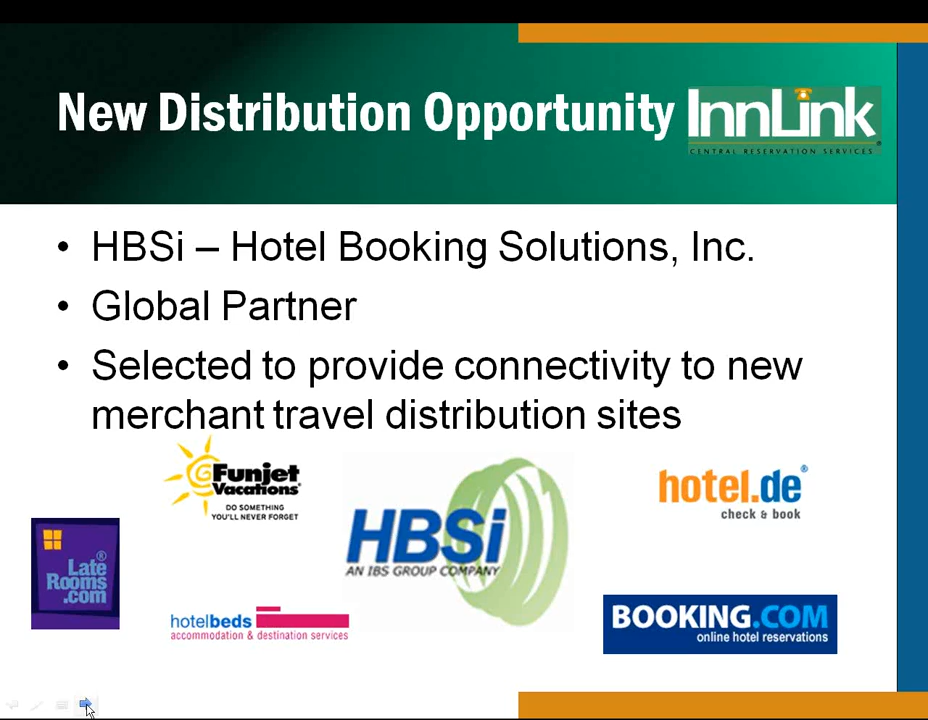 New Distribution Opportunity
InnLink
CENTRAL RESERVATION SERVICES
• HBSi – Hotel Booking Solutions, Inc.
• Global Partner
• Selected to provide connectivity to new
merchant travel distribution sites
Funjet
Vacations®
DO SOMETHING
YOU'LL NEVER FORGET
HBSi
AN IBS GROUP COMPANY
hotel.de®
check & book
Late
Rooms®
.com
hotelbeds
accommodation & destination services
BOOKING.COM
online hotel reservations